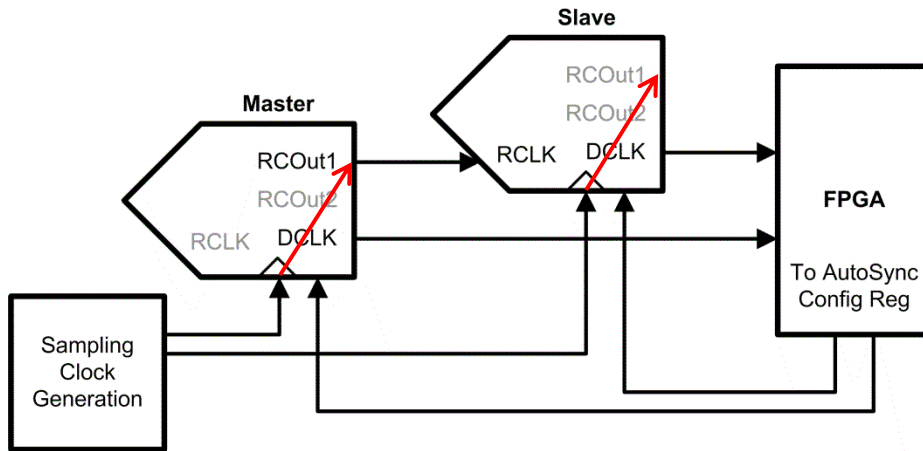 Slave
RCOut1
RCOut2
RCLK DCLK
Master
RCOut1
RCOut2
RCLK DCLK
FPGA
To AutoSync
Config Reg
Sampling
Clock
Generation